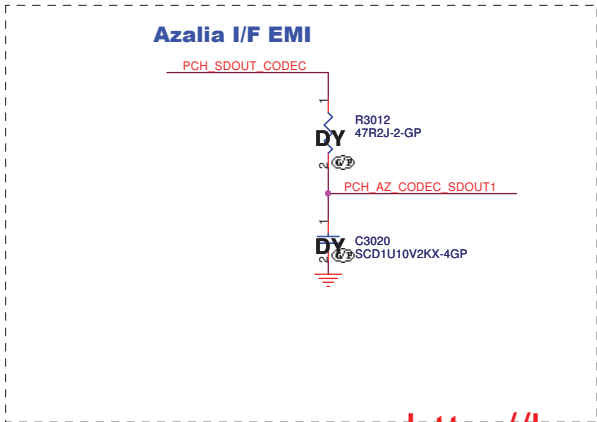 Azalia I/F EMI
PCH_SDOUT_CODEC
1
R3012
47R2J-2-GP
DY
2
G/P
PCH_AZ_CODEC_SDOUT1
1
C3020
SCD1U10V2KX-4GP
DY
2
G/P